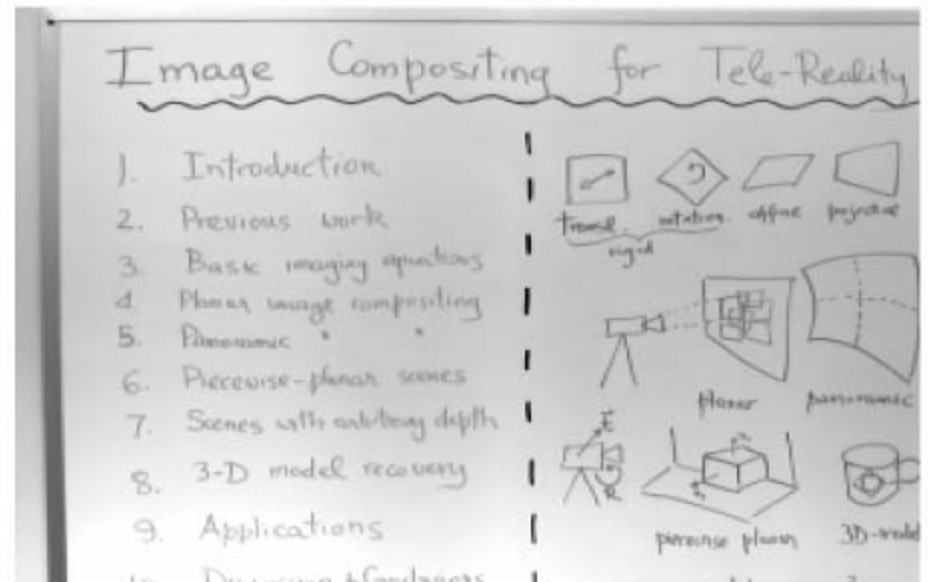 Image Compositing for Tele-Reality
1. Introduction
2. Previous work
3. Basic imaging equations
4. Planar image compositing
5. Panoramic " "
6. Piecewise-planar scenes
7. Scenes with arbitrary depth
8. 3-D model recovery
9. Applications
transl. rotation affine projective
rigid
planar panoramic
t
R
piecewise planar 3D-model